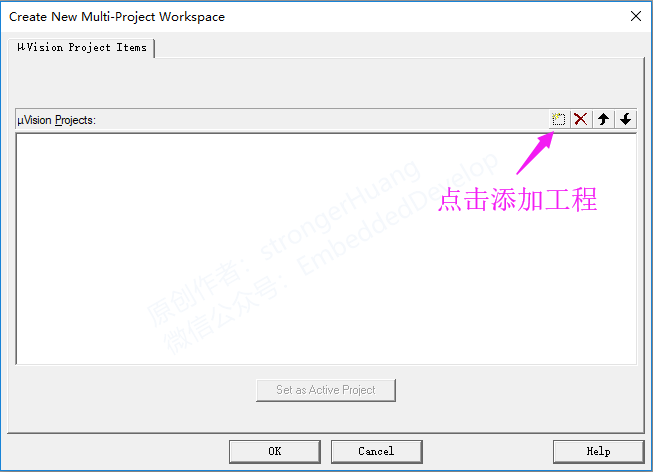 Create New Multi-Project Workspace
µVision Project Items
µVision Projects:
点击添加工程
原创作者：strongerHuang
微信公众号：EmbeddedDevelop
Set as Active Project
OK
Cancel
Help